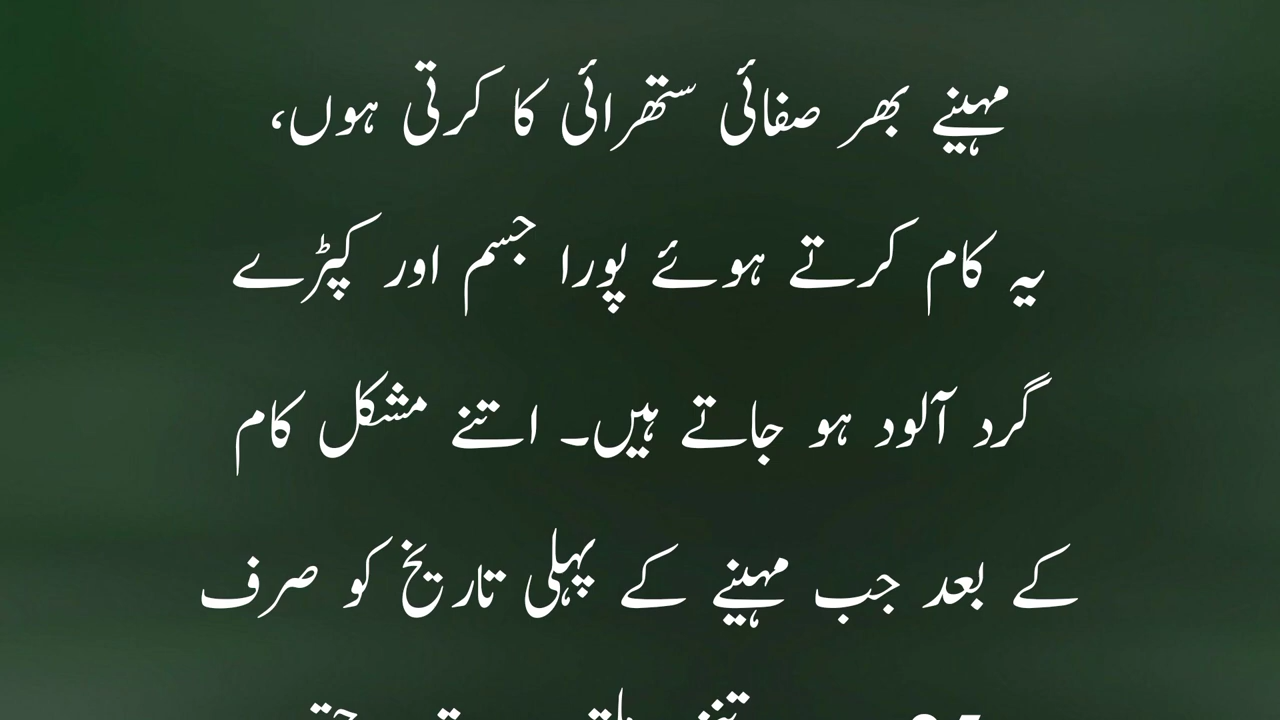 مہینے بھر صفائی ستھرائی کا کرتی ہوں،
یہ کام کرتے ہوئے پورا جسم اور کپڑے
گرد آلود ہو جاتے ہیں۔ اتنے مشکل کام
کے بعد جب مہینے کے پہلی تاریخ کو صرف